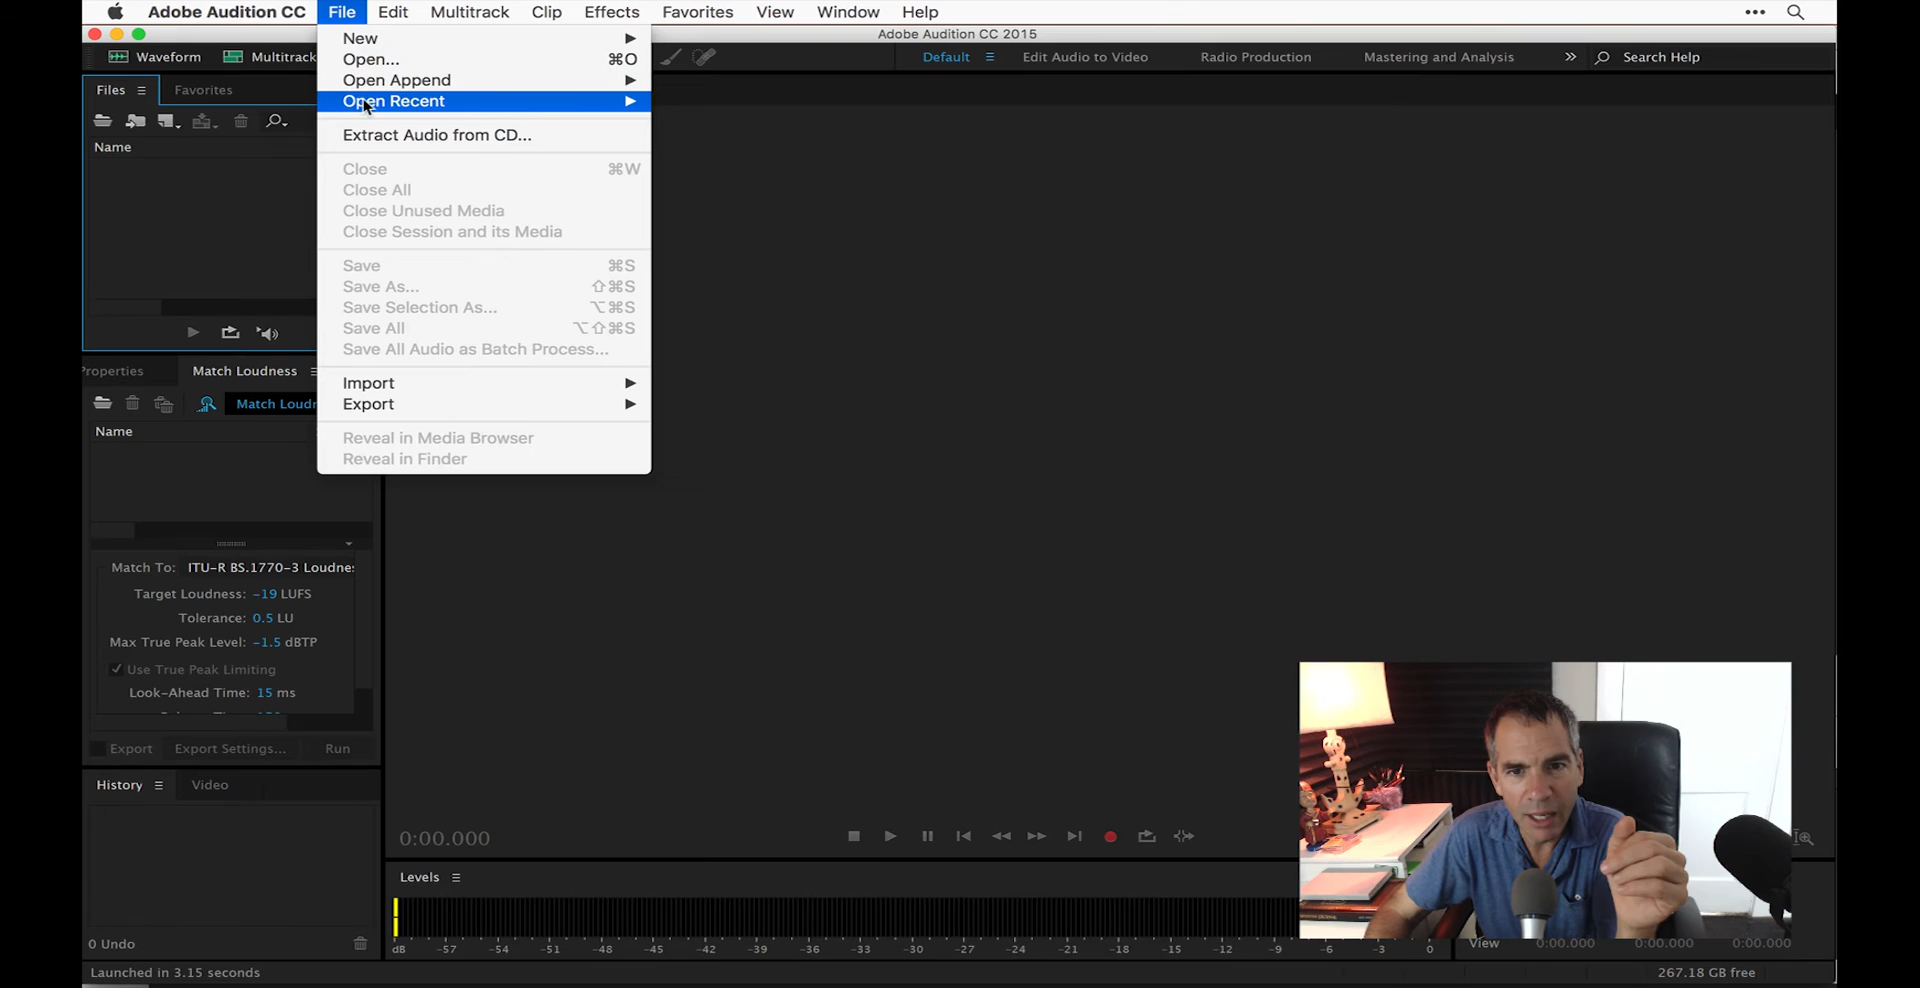 Adobe Audition CC File Edit Multitrack Clip Effects Favorites View Window Help
Adobe Audition CC 2015
Waveform Multitrack Default Edit Audio to Video Radio Production Mastering and Analysis Search Help
Files Favorites
Name
New
Open... ⌘O
Open Append
Open Recent
Extract Audio from CD...
Close ⌘W
Close All
Close Unused Media
Close Session and its Media
Save ⌘S
Save As... ⇧⌘S
Save Selection As... ⌥⌘S
Save All ⌥⇧⌘S
Save All Audio as Batch Process...
Import
Export
Reveal in Media Browser
Reveal in Finder
Properties Match Loudness
Match Loudn
Name
Match To: ITU-R BS.1770-3 Loudnes
Target Loudness: -19 LUFS
Tolerance: 0.5 LU
Max True Peak Level: -1.5 dBTP
Use True Peak Limiting
Look-Ahead Time: 15 ms
Export Export Settings... Run
History Video
0:00.000
Levels
dB -57 -54 -51 -48 -45 -42 -39 -36 -33 -30 -27 -24 -21 -18 -15 -12 -9 -6 -3 0
View 0:00.000 0:00.000 0:00.000
0 Undo
Launched in 3.15 seconds 267.18 GB free